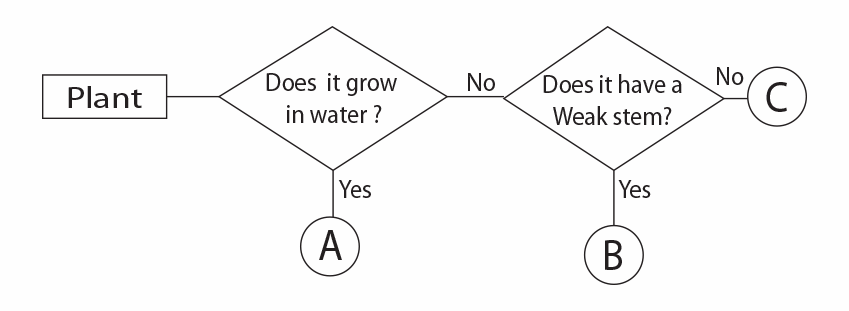 Plant
Does it grow
in water ?
No
Does it have a
Weak stem?
No
C
Yes
A
Yes
B